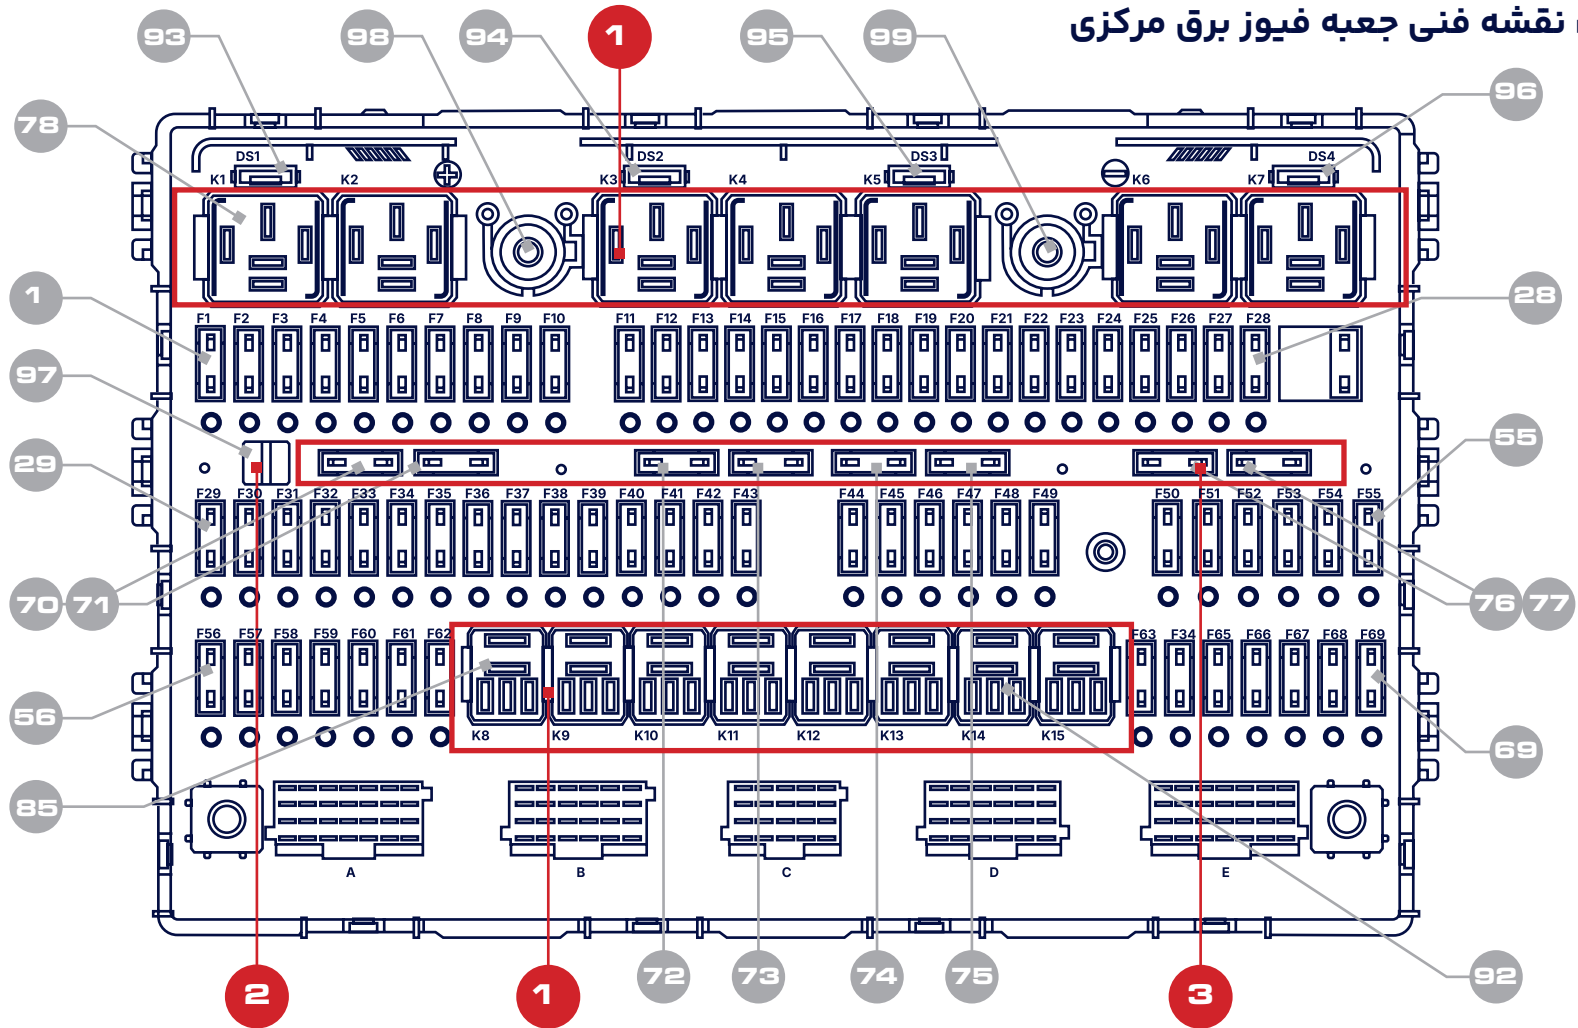 نقشه فنی جعبه فیوز برق مرکزی
93 98 94 1 95 99
96
78
DS1 DS2 DS3 DS4
K1 K2 K3 K4 K5 K6 K7
1 28
F1 F2 F3 F4 F5 F6 F7 F8 F9 F10 F11 F12 F13 F14 F15 F16 F17 F18 F19 F20 F21 F22 F23 F24 F25 F26 F27 F28
97
55
29
F29 F30 F31 F32 F33 F34 F35 F36 F37 F38 F39 F40 F41 F42 F43 F44 F45 F46 F47 F48 F49 F50 F51 F52 F53 F54 F55
70 71 76 77
F56 F57 F58 F59 F60 F61 F62 F63 F34 F65 F66 F67 F68 F69
56
K8 K9 K10 K11 K12 K13 K14 K15
69
85
A B C D E
2 1 72 73 74 75 3 92